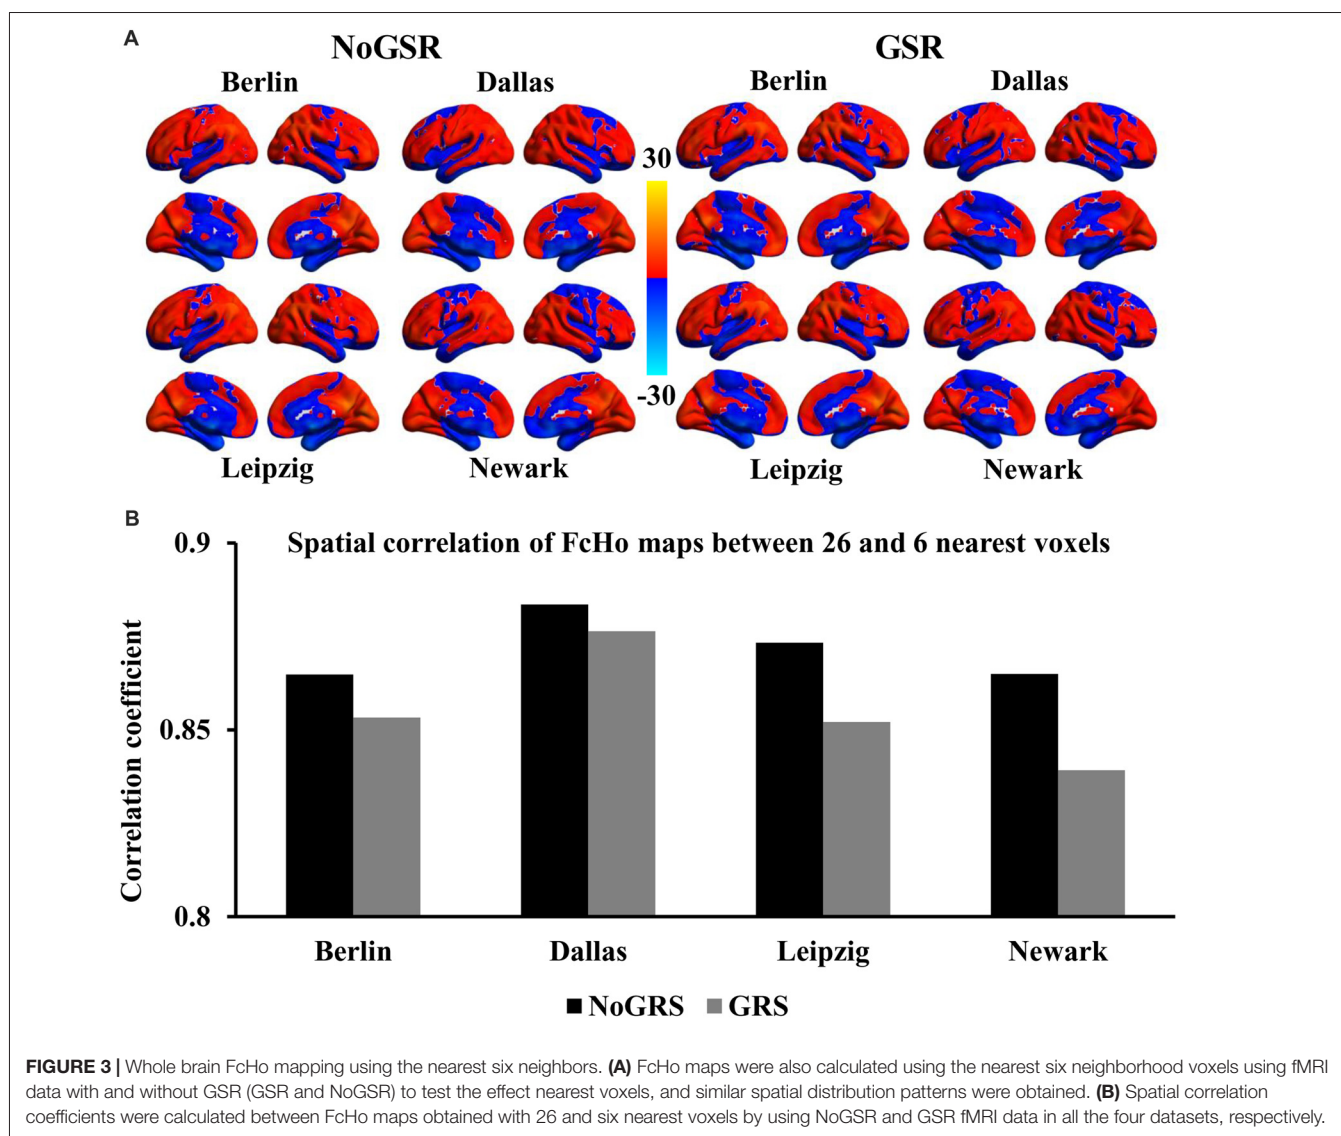 A
NoGSR
GSR
Berlin
Dallas
Berlin
Dallas
30
-30
Leipzig
Newark
Leipzig
Newark
B
Spatial correlation of FcHo maps between 26 and 6 nearest voxels
0.9
0.85
0.8
Correlation coefficient
Berlin
Dallas
Leipzig
Newark
NoGRS
GRS
FIGURE 3 | Whole brain FcHo mapping using the nearest six neighbors. (A) FcHo maps were also calculated using the nearest six neighborhood voxels using fMRI
data with and without GSR (GSR and NoGSR) to test the effect nearest voxels, and similar spatial distribution patterns were obtained. (B) Spatial correlation
coefficients were calculated between FcHo maps obtained with 26 and six nearest voxels by using NoGSR and GSR fMRI data in all the four datasets, respectively.